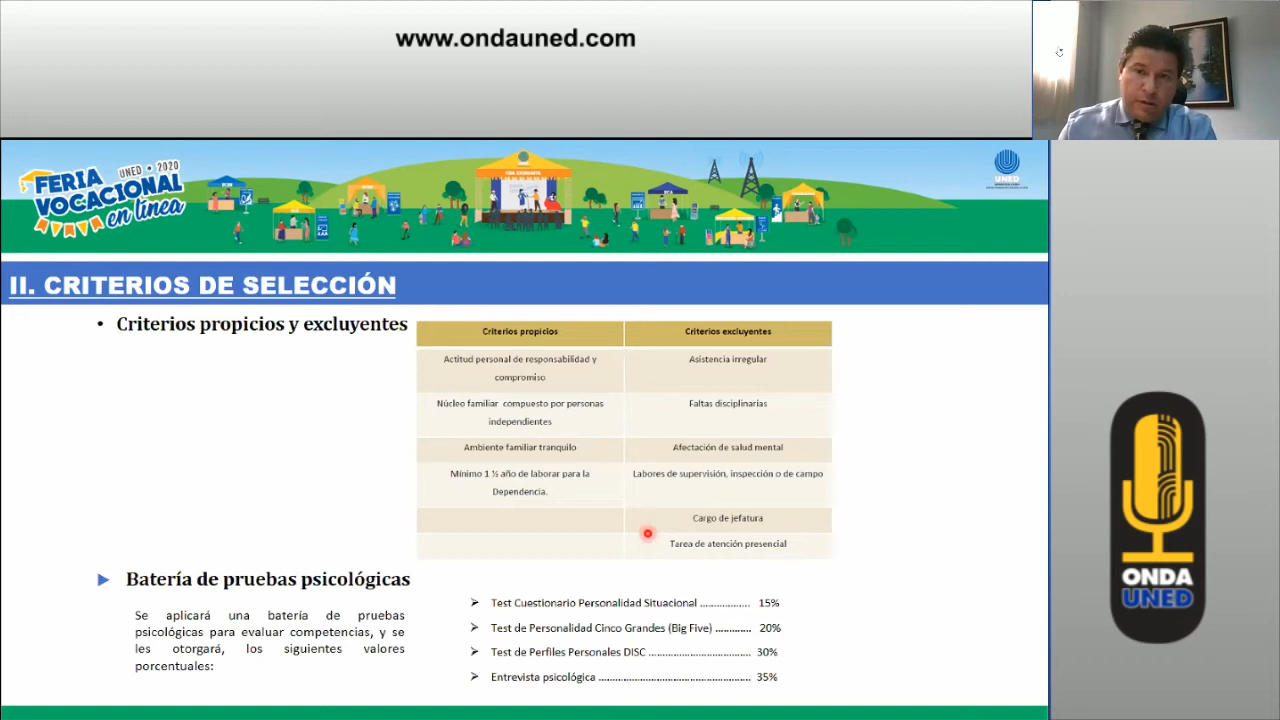 www.ondauned.com
UNED • 2020
FERIA
VOCACIONAL
en línea
UNED
II. CRITERIOS DE SELECCIÓN
• Criterios propicios y excluyentes
Criterios propicios Criterios excluyentes
Actitud personal de responsabilidad y
compromiso
Asistencia irregular
Núcleo familiar compuesto por personas
independientes
Faltas disciplinarias
Ambiente familiar tranquilo Afectación de salud mental
Mínimo 1 ½ año de laborar para la
Dependencia.
Labores de supervisión, inspección o de campo
Cargo de jefatura
Tarea de atención presencial
Batería de pruebas psicológicas
Se aplicará una batería de pruebas
psicológicas para evaluar competencias, y se
les otorgará, los siguientes valores
porcentuales:
Test Cuestionario Personalidad Situacional .................. 15%
Test de Personalidad Cinco Grandes (Big Five) ............. 20%
Test de Perfiles Personales DISC ..................................... 30%
Entrevista psicológica ....................................................... 35%
ONDA
UNED